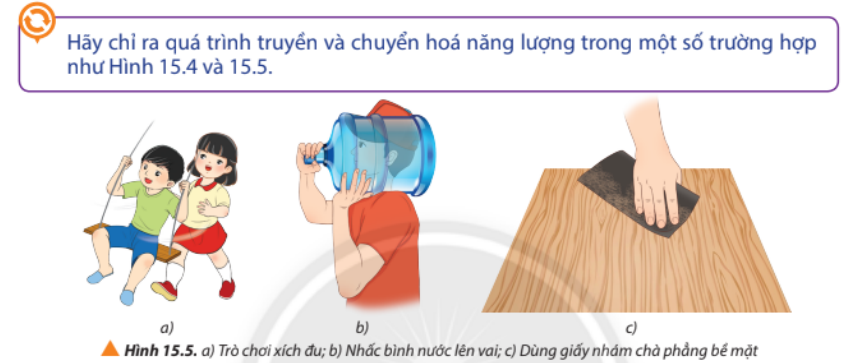 Hãy chỉ ra quá trình truyền và chuyển hoá năng lượng trong một số trường hợp
như Hình 15.4 và 15.5.
a)
b)
c)
Hình 15.5. a) Trò chơi xích đu; b) Nhấc bình nước lên vai; c) Dùng giấy nhám chà phẳng bề mặt